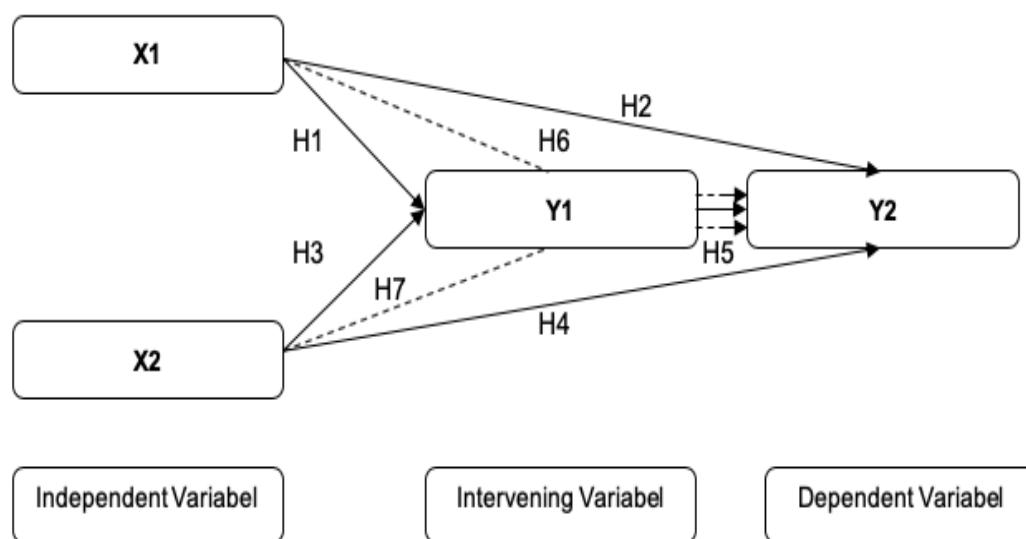 X1
H2
H1
H6
Y1
Y2
H3
H5
H7
H4
X2
Independent Variabel
Intervening Variabel
Dependent Variabel